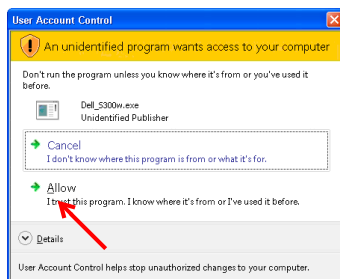 User Account Control
An unidentified program wants access to your computer
Don't run the program unless you know where it's from or you've used it
before.
Dell_5300w.exe
Unidentified Publisher
Cancel
I don't know where this program is from or what it's for.
Allow
I trust this program. I know where it's from or I've used it before.
Details
User Account Control helps stop unauthorized changes to your computer.